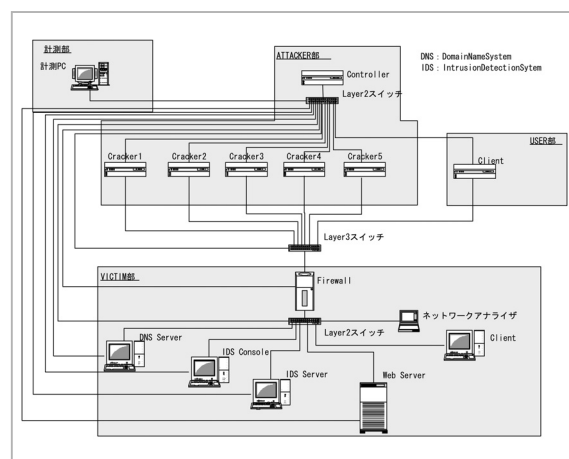 計測部
計測PC
ATTACKER部
Controller
Layer2スイッチ
DNS：DomainNameSystem
IDS：IntrusionDetectionSytem
Cracker1
Cracker2
Cracker3
Cracker4
Cracker5
USER部
Client
Layer3スイッチ
VICTIM部
Firewall
Layer2スイッチ
ネットワークアナライザ
DNS Server
IDS Console
IDS Server
Web Server
Client